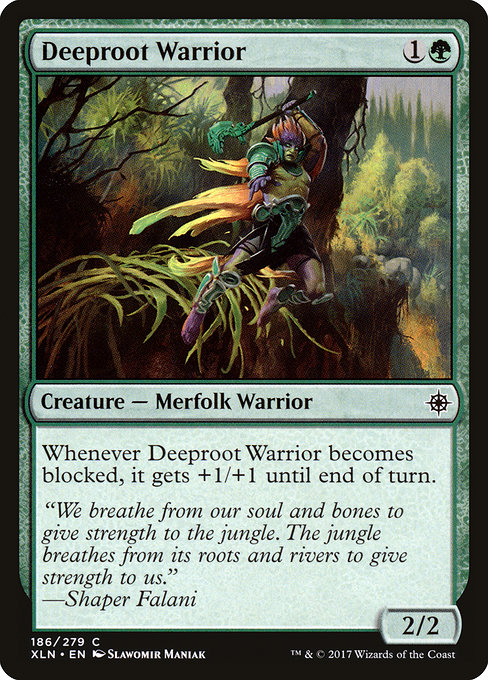 Deeproot Warrior 1
Creature — Merfolk Warrior
Whenever Deeproot Warrior becomes
blocked, it gets +1/+1 until end of turn.
“We breathe from our soul and bones to
give strength to the jungle. The jungle
breathes from its roots and rivers to give
strength to us.”
—Shaper Falani
2/2
186/279 C
XLN • EN Slawomir Maniak
™ & © 2017 Wizards of the Coast